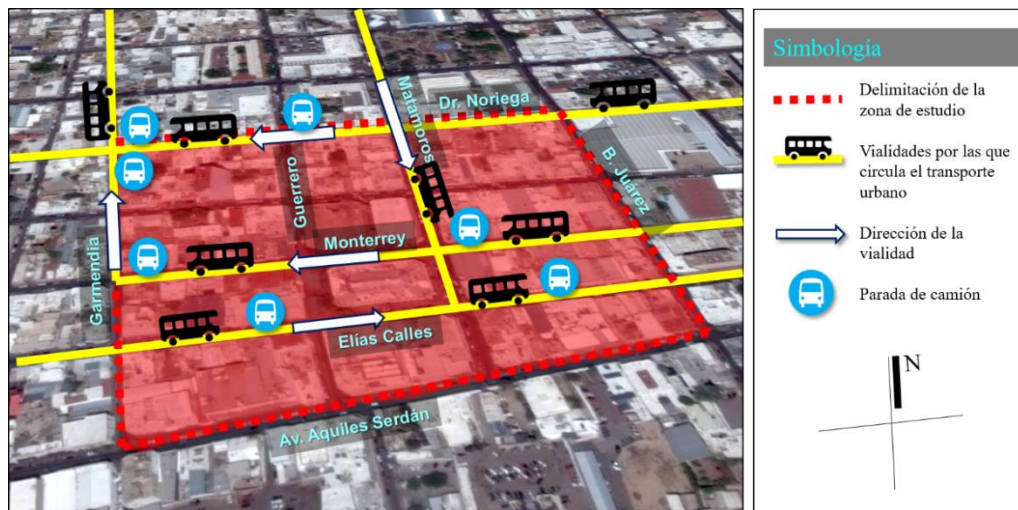 Matamoros
Dr. Noriega
B. Juárez
Guerrero
Monterrey
Garmendia
Elías Calles
Av. Aquiles Serdán
Simbología
Delimitación de la
zona de estudio
Vialidades por las que
circula el transporte
urbano
Dirección de la
vialidad
Parada de camión
N